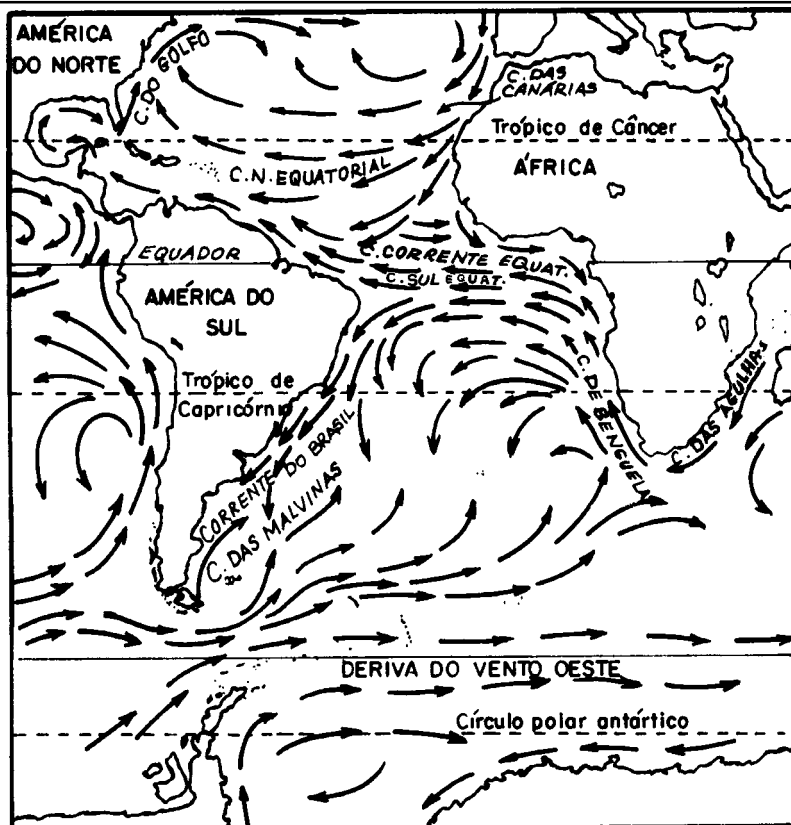 AMÉRICA
DO NORTE
C. DO GOLFO
C. DAS
CANÁRIAS
Trópico de Câncer
ÁFRICA
C.N. EQUATORIAL
EQUADOR
C. CORRENTE EQUAT.
C. SUL EQUAT.
AMÉRICA DO
SUL
Trópico de
Capricórnio
C. DE BENGUELA
C. DAS AGULHAS
CORRENTE DO BRASIL
C. DAS MALVINAS
DERIVA DO VENTO OESTE
Círculo polar antártico